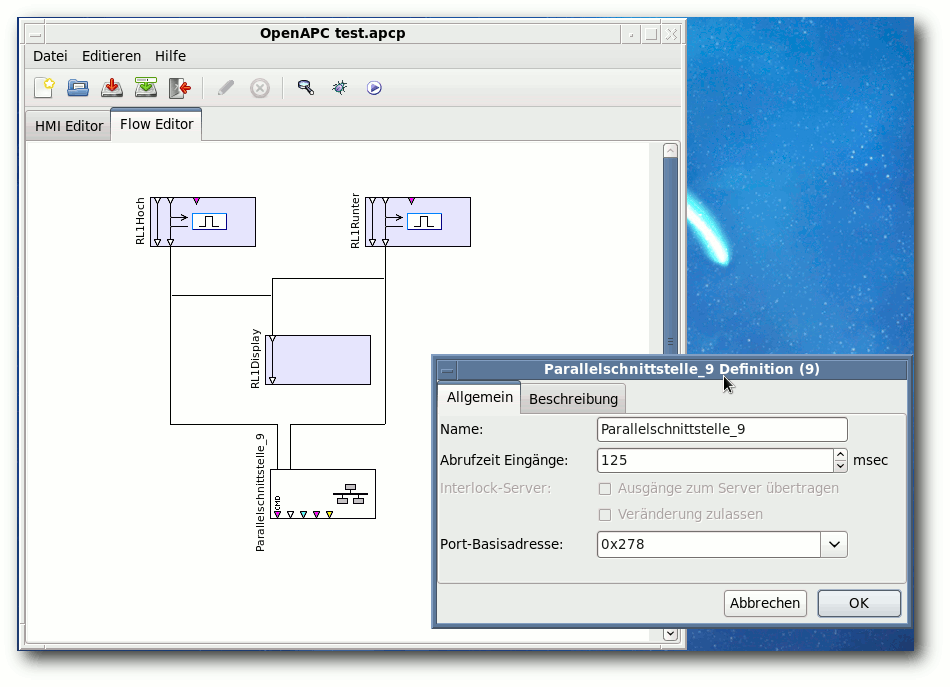 OpenAPC test.apcp
Datei Editieren Hilfe
HMI Editor Flow Editor
RL1Hoch
RL1Runter
RL1Display
Parallelschnittstelle_9
CMD
Parallelschnittstelle_9 Definition (9)
Allgemein Beschreibung
Name: Parallelschnittstelle_9
Abrufzeit Eingänge: 125 msec
Interlock-Server: Ausgänge zum Server übertragen
Veränderung zulassen
Port-Basisadresse: 0x278
Abbrechen OK